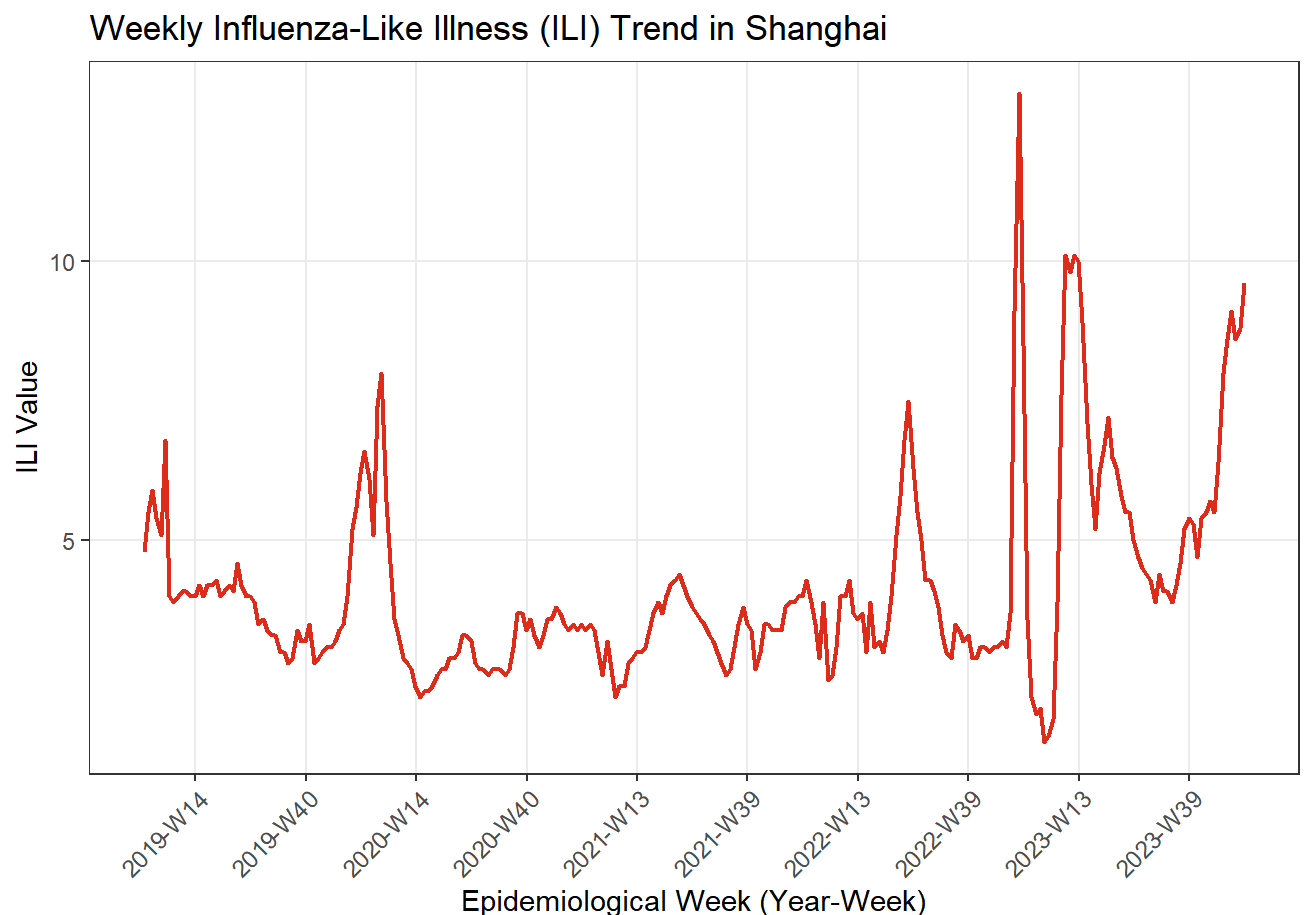 Weekly Influenza-Like Illness (ILI) Trend in Shanghai
ILI Value
10
5
2019-W14
2019-W40
2020-W14
2020-W40
2021-W13
2021-W39
2022-W13
2022-W39
2023-W13
2023-W39
Epidemiological Week (Year-Week)